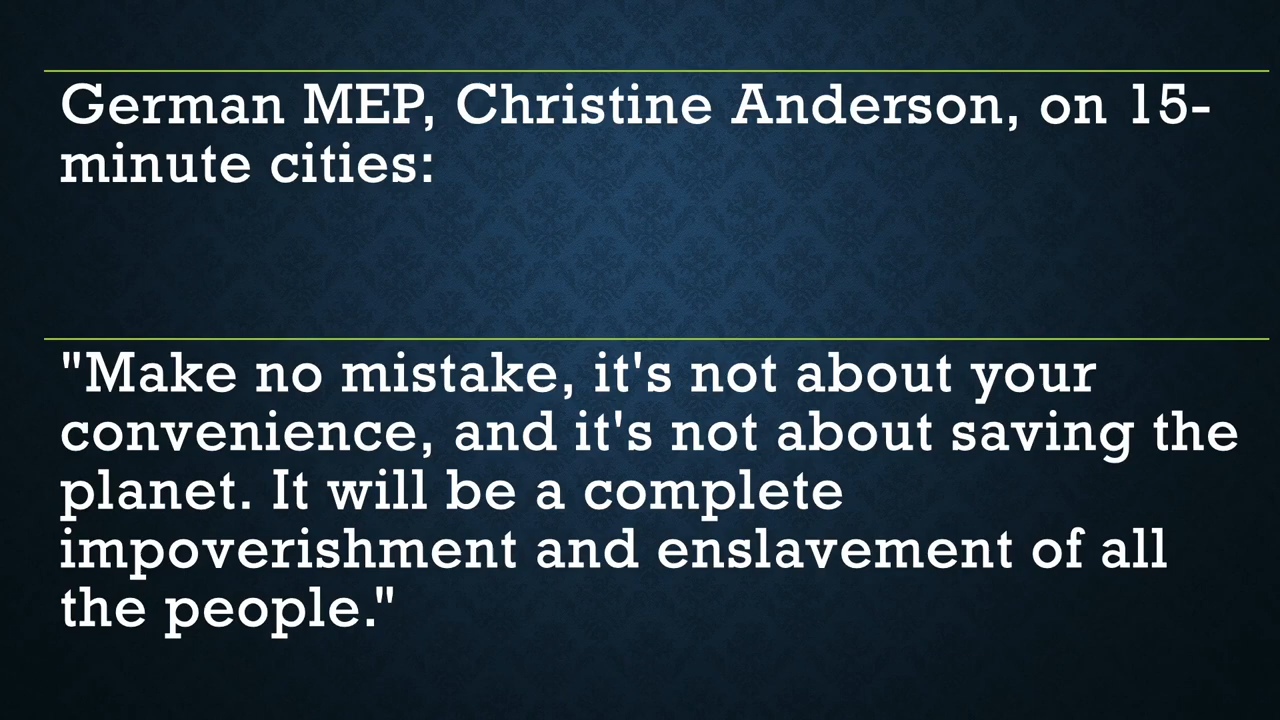 German MEP, Christine Anderson, on 15-
minute cities:
"Make no mistake, it's not about your
convenience, and it's not about saving the
planet. It will be a complete
impoverishment and enslavement of all
the people."